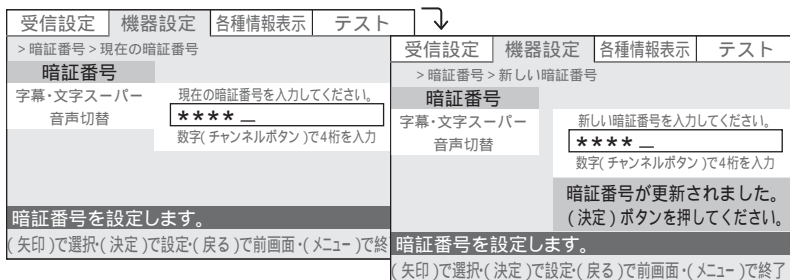 受信設定 機器設定 各種情報表示 テスト
> 暗証番号 > 現在の暗証番号
暗証番号
字幕・文字スーパー
音声切替
現在の暗証番号を入力してください。
****_
数字( チャンネルボタン )で4桁を入力
暗証番号を設定します。
( 矢印 )で選択・( 決定 )で設定・( 戻る )で前画面・( メニュー )で終
受信設定 機器設定 各種情報表示 テスト
> 暗証番号 > 新しい暗証番号
暗証番号
字幕・文字スーパー
音声切替
新しい暗証番号を入力してください。
****_
数字( チャンネルボタン )で4桁を入力
暗証番号が更新されました。
( 決定 ) ボタンを押してください。
暗証番号を設定します。
( 矢印 )で選択・( 決定 )で設定・( 戻る )で前画面・( メニュー )で終了